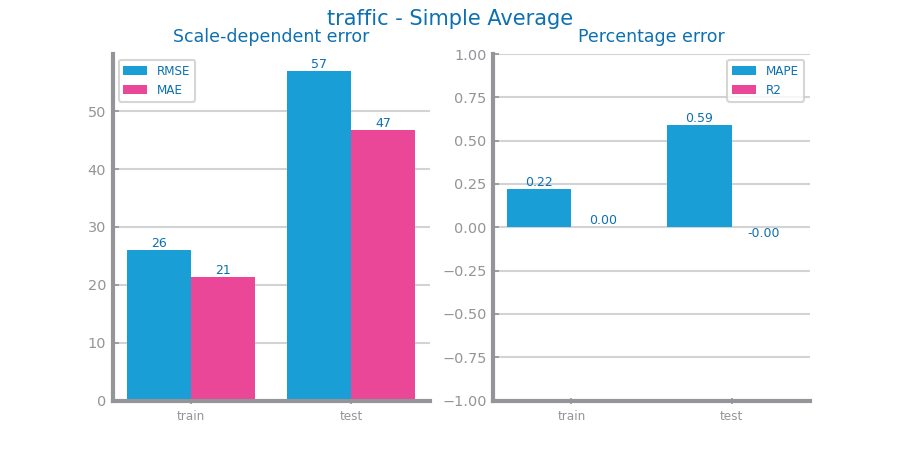 traffic - Simple Average
Scale-dependent error
RMSE
MAE
57
47
26
21
50
40
30
20
10
0
train
test
Percentage error
MAPE
R2
1.00
0.75
0.50
0.25
0.00
−0.25
−0.50
−0.75
−1.00
0.59
0.22
0.00
-0.00
train
test